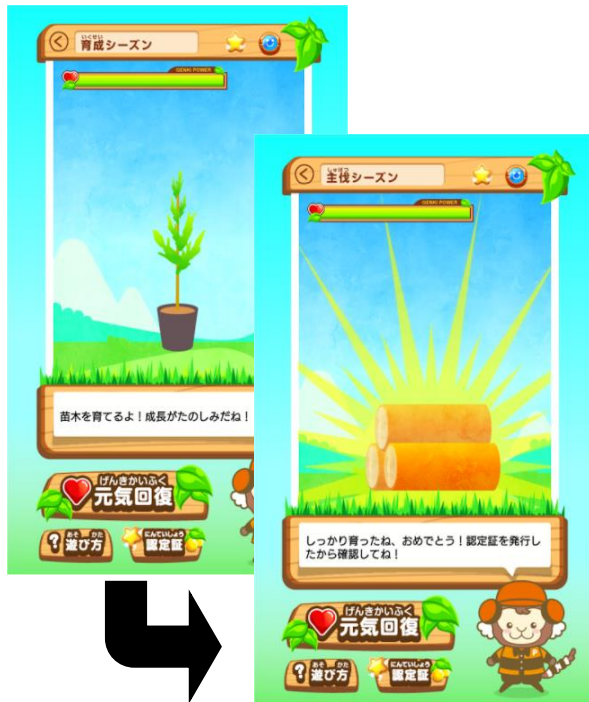 いくせい
育成シーズン
GENKI POWER
苗木を育てるよ！成長がたのしみだね！
げんきかいふく
元気回復
あそ かた
? 遊び方
にんていしょう
認定証
しゅばつ
主伐シーズン
GENKI POWER
しっかり育ったね、おめでとう！認定証を発行し
たから確認してね！
げんきかいふく
元気回復
あそ かた
? 遊び方
にんていしょう
認定証